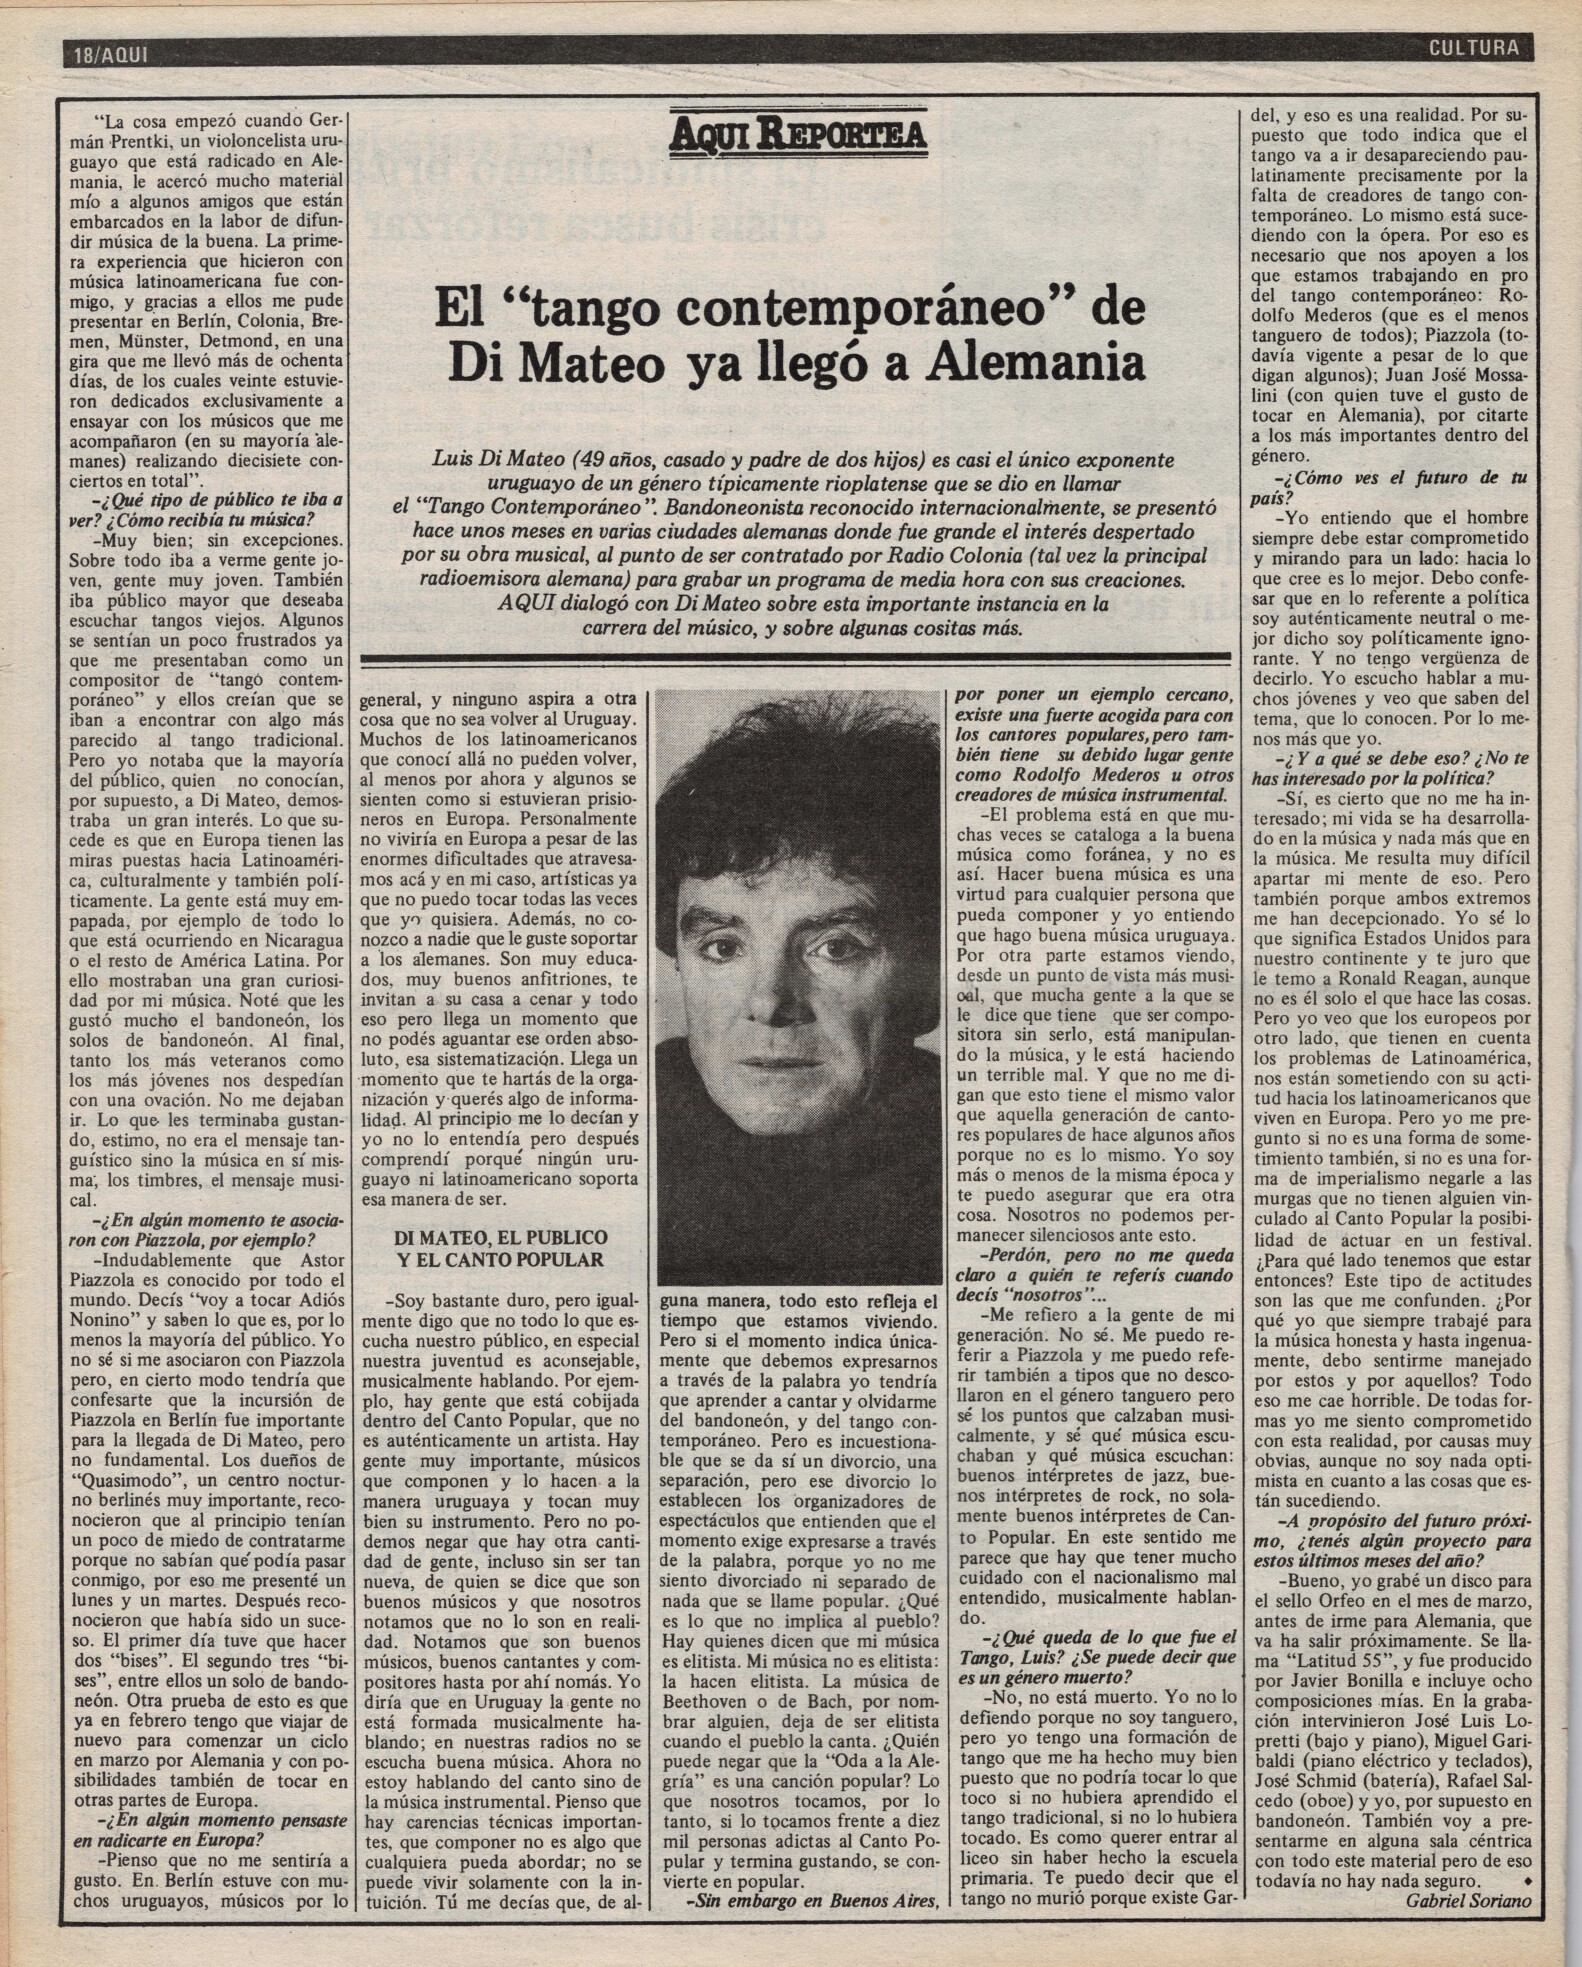 18/AQUI
CULTURA
AQUI REPORTEA
El “tango contemporáneo” de
Di Mateo ya llegó a Alemania
Luis Di Mateo (49 años, casado y padre de dos hijos) es casi el único exponente
uruguayo de un género típicamente rioplatense que se dio en llamar
el “Tango Contemporáneo”. Bandoneonista reconocido internacionalmente, se presentó
hace unos meses en varias ciudades alemanas donde fue grande el interés despertado
por su obra musical, al punto de ser contratado por Radio Colonia (tal vez la principal
radioemisora alemana) para grabar un programa de media hora con sus creaciones.
AQUI dialogó con Di Mateo sobre esta importante instancia en la
carrera del músico, y sobre algunas cositas más.
“La cosa empezó cuando Ger-
mán Prentki, un violoncelista uru-
guayo que está radicado en Ale-
mania, le acercó mucho material
mío a algunos amigos que están
embarcados en la labor de difun-
dir música de la buena. La prime-
ra experiencia que hicieron con
música latinoamericana fue con-
migo, y gracias a ellos me pude
presentar en Berlín, Colonia, Bre-
men, Münster, Detmond, en una
gira que me llevó más de ochenta
días, de los cuales veinte estuvie-
ron dedicados exclusivamente a
ensayar con los músicos que me
acompañaron (en su mayoría ale-
manes) realizando diecisiete con-
ciertos en total”.
-¿Qué tipo de público te iba a
ver? ¿Cómo recibía tu música?
-Muy bien; sin excepciones.
Sobre todo iba a verme gente jo-
ven, gente muy joven. También
iba público mayor que deseaba
escuchar tangos viejos. Algunos
se sentían un poco frustrados ya
que me presentaban como un
compositor de “tango contem-
poráneo” y ellos creían que se
iban a encontrar con algo más
parecido al tango tradicional.
Pero yo notaba que la mayoría
del público, quien no conocían,
por supuesto, a Di Mateo, demos-
traba un gran interés. Lo que su-
cede es que en Europa tienen las
miras puestas hacia Latinoaméri-
ca, culturalmente y también polí-
ticamente. La gente está muy em-
papada, por ejemplo de todo lo
que está ocurriendo en Nicaragua
o el resto de América Latina. Por
ello mostraban una gran curiosi-
dad por mi música. Noté que les
gustó mucho el bandoneón, los
solos de bandoneón. Al final,
tanto los más veteranos como
los más jóvenes nos despedían
con una ovación. No me dejaban
ir. Lo que les terminaba gustan-
do, estimo, no era el mensaje tan-
guístico sino la música en sí mis-
ma, los timbres, el mensaje musi-
cal.
-¿En algún momento te asocia-
ron con Piazzola, por ejemplo?
-Indudablemente que Astor
Piazzola es conocido por todo el
mundo. Decís “voy a tocar Adiós
Nonino” y saben lo que es, por lo
menos la mayoría del público. Yo
no sé si me asociaron con Piazzola
pero, en cierto modo tendría que
confesarte que la incursión de
Piazzola en Berlín fue importante
para la llegada de Di Mateo, pero
no fundamental. Los dueños de
“Quasimodo”, un centro noctur-
no berlinés muy importante, reco-
nocieron que al principio tenían
un poco de miedo de contratarme
porque no sabían qué podía pasar
conmigo, por eso me presenté un
lunes y un martes. Después reco-
nocieron que había sido un suce-
so. El primer día tuve que hacer
dos “bises”. El segundo tres “bi-
ses”, entre ellos un solo de bando-
neón. Otra prueba de esto es que
ya en febrero tengo que viajar de
nuevo para comenzar un ciclo
en marzo por Alemania y con po-
sibilidades también de tocar en
otras partes de Europa.
-¿En algún momento pensaste
en radicarte en Europa?
-Pienso que no me sentiría a
gusto. En Berlín estuve con mu-
chos uruguayos, músicos por lo
general, y ninguno aspira a otra
cosa que no sea volver al Uruguay.
Muchos de los latinoamericanos
que conocí allá no pueden volver,
al menos por ahora y algunos se
sienten como si estuvieran prisio-
neros en Europa. Personalmente
no viviría en Europa a pesar de las
enormes dificultades que atravesa-
mos acá y en mi caso, artísticas ya
que no puedo tocar todas las veces
que yo quisiera. Además, no co-
nozco a nadie que le guste soportar
a los alemanes. Son muy educa-
dos, muy buenos anfitriones, te
invitan a su casa a cenar y todo
eso pero llega un momento que
no podés aguantar ese orden abso-
luto, esa sistematización. Llega un
momento que te hartás de la orga-
nización y querés algo de informa-
lidad. Al principio me lo decían y
yo no lo entendía pero después
comprendí porqué ningún uru-
guayo ni latinoamericano soporta
esa manera de ser.
DI MATEO, EL PUBLICO
Y EL CANTO POPULAR
-Soy bastante duro, pero igual-
mente digo que no todo lo que es-
cucha nuestro público, en especial
nuestra juventud es aconsejable,
musicalmente hablando. Por ejem-
plo, hay gente que está cobijada
dentro del Canto Popular, que no
es auténticamente un artista. Hay
gente muy importante, músicos
que componen y lo hacen a la
manera uruguaya y tocan muy
bien su instrumento. Pero no po-
demos negar que hay otra canti-
dad de gente, incluso sin ser tan
nueva, de quien se dice que son
buenos músicos y que nosotros
notamos que no lo son en reali-
dad. Notamos que son buenos
músicos, buenos cantantes y com-
positores hasta por ahí nomás. Yo
diría que en Uruguay la gente no
está formada musicalmente ha-
blando; en nuestras radios no se
escucha buena música. Ahora no
estoy hablando del canto sino de
la música instrumental. Pienso que
hay carencias técnicas importan-
tes, que componer no es algo que
cualquiera pueda abordar; no se
puede vivir solamente con la in-
tuición. Tú me decías que, de al-
guna manera, todo esto refleja el
tiempo que estamos viviendo.
Pero si el momento indica única-
mente que debemos expresarnos
a través de la palabra yo tendría
que aprender a cantar y olvidarme
del bandoneón, y del tango con-
temporáneo. Pero es incuestiona-
ble que se da sí un divorcio, una
separación, pero ese divorcio lo
establecen los organizadores de
espectáculos que entienden que el
momento exige expresarse a través
de la palabra, porque yo no me
siento divorciado ni separado de
nada que se llame popular. ¿Qué
es lo que no implica al pueblo?
Hay quienes dicen que mi música
es elitista. Mi música no es elitista:
la hacen elitista. La música de
Beethoven o de Bach, por nom-
brar alguien, deja de ser elitista
cuando el pueblo la canta. ¿Quién
puede negar que la “Oda a la Ale-
gría” es una canción popular? Lo
que nosotros tocamos, por lo
tanto, si lo tocamos frente a diez
mil personas adictas al Canto Po-
pular y termina gustando, se con-
vierte en popular.
-Sin embargo en Buenos Aires,
por poner un ejemplo cercano,
existe una fuerte acogida para con
los cantores populares, pero tam-
bién tiene su debido lugar gente
como Rodolfo Mederos u otros
creadores de música instrumental.
-El problema está en que mu-
chas veces se cataloga a la buena
música como foránea, y no es
así. Hacer buena música es una
virtud para cualquier persona que
pueda componer y yo entiendo
que hago buena música uruguaya.
Por otra parte estamos viendo,
desde un punto de vista más musi-
cal, que mucha gente a la que se
le dice que tiene que ser compo-
sitora sin serlo, está manipulan-
do la música, y le está haciendo
un terrible mal. Y que no me di-
gan que esto tiene el mismo valor
que aquella generación de canto-
res populares de hace algunos años
porque no es lo mismo. Yo soy
más o menos de la misma época y
te puedo asegurar que era otra
cosa. Nosotros no podemos per-
manecer silenciosos ante esto.
-Perdón, pero no me queda
claro a quién te referís cuando
decís “nosotros”...
-Me refiero a la gente de mi
generación. No sé. Me puedo re-
ferir a Piazzola y me puedo refe-
rir también a tipos que no desco-
llaron en el género tanguero pero
sé los puntos que calzaban musi-
calmente, y sé qué música escu-
chaban y qué música escuchan:
buenos intérpretes de jazz, bue-
nos intérpretes de rock, no sola-
mente buenos intérpretes de Can-
to Popular. En este sentido me
parece que hay que tener mucho
cuidado con el nacionalismo mal
entendido, musicalmente hablan-
do.
-¿Qué queda de lo que fue el
Tango, Luis? ¿Se puede decir que
es un género muerto?
-No, no está muerto. Yo no lo
defiendo porque no soy tanguero,
pero yo tengo una formación de
tango que me ha hecho muy bien
puesto que no podría tocar lo que
toco si no hubiera aprendido el
tango tradicional, si no lo hubiera
tocado. Es como querer entrar al
liceo sin haber hecho la escuela
primaria. Te puedo decir que el
tango no murió porque existe Gar-
del, y eso es una realidad. Por su-
puesto que todo indica que el
tango va a ir desapareciendo pau-
latinamente precisamente por la
falta de creadores de tango con-
temporáneo. Lo mismo está suce-
diendo con la ópera. Por eso es
necesario que nos apoyen a los
que estamos trabajando en pro
del tango contemporáneo: Ro-
dolfo Mederos (que es el menos
tanguero de todos); Piazzola (to-
davía vigente a pesar de lo que
digan algunos); Juan José Mossa-
lini (con quien tuve el gusto de
tocar en Alemania), por citarte
a los más importantes dentro del
género.
-¿Cómo ves el futuro de tu
país?
-Yo entiendo que el hombre
siempre debe estar comprometido
y mirando para un lado: hacia lo
que cree es lo mejor. Debo confe-
sar que en lo referente a política
soy auténticamente neutral o me-
jor dicho soy políticamente igno-
rante. Y no tengo vergüenza de
decirlo. Yo escucho hablar a mu-
chos jóvenes y veo que saben del
tema, que lo conocen. Por lo me-
nos más que yo.
-¿Y a qué se debe eso? ¿No te
has interesado por la política?
-Sí, es cierto que no me ha in-
teresado; mi vida se ha desarrolla-
do en la música y nada más que en
la música. Me resulta muy difícil
apartar mi mente de eso. Pero
también porque ambos extremos
me han decepcionado. Yo sé lo
que significa Estados Unidos para
nuestro continente y te juro que
le temo a Ronald Reagan, aunque
no es él solo el que hace las cosas.
Pero yo veo que los europeos por
otro lado, que tienen en cuenta
los problemas de Latinoamérica,
nos están sometiendo con su acti-
tud hacia los latinoamericanos que
viven en Europa. Pero yo me pre-
gunto si no es una forma de some-
timiento también, si no es una for-
ma de imperialismo negarle a las
murgas que no tienen alguien vin-
culado al Canto Popular la posibi-
lidad de actuar en un festival.
¿Para qué lado tenemos que estar
entonces? Este tipo de actitudes
son las que me confunden. ¿Por
qué yo que siempre trabajé para
la música honesta y hasta ingenua-
mente, debo sentirme manejado
por estos y por aquellos? Todo
eso me cae horrible. De todas for-
mas yo me siento comprometido
con esta realidad, por causas muy
obvias, aunque no soy nada opti-
mista en cuanto a las cosas que es-
tán sucediendo.
-A propósito del futuro próxi-
mo, ¿tenés algún proyecto para
estos últimos meses del año?
-Bueno, yo grabé un disco para
el sello Orfeo en el mes de marzo,
antes de irme para Alemania, que
va ha salir próximamente. Se lla-
ma “Latitud 55”, y fue producido
por Javier Bonilla e incluye ocho
composiciones mías. En la graba-
ción intervinieron José Luis Lo-
pretti (bajo y piano), Miguel Gari-
baldi (piano eléctrico y teclados),
José Schmid (batería), Rafael Sal-
cedo (oboe) y yo, por supuesto en
bandoneón. También voy a pre-
sentarme en alguna sala céntrica
con todo este material pero de eso
todavía no hay nada seguro. ♦
Gabriel Soriano